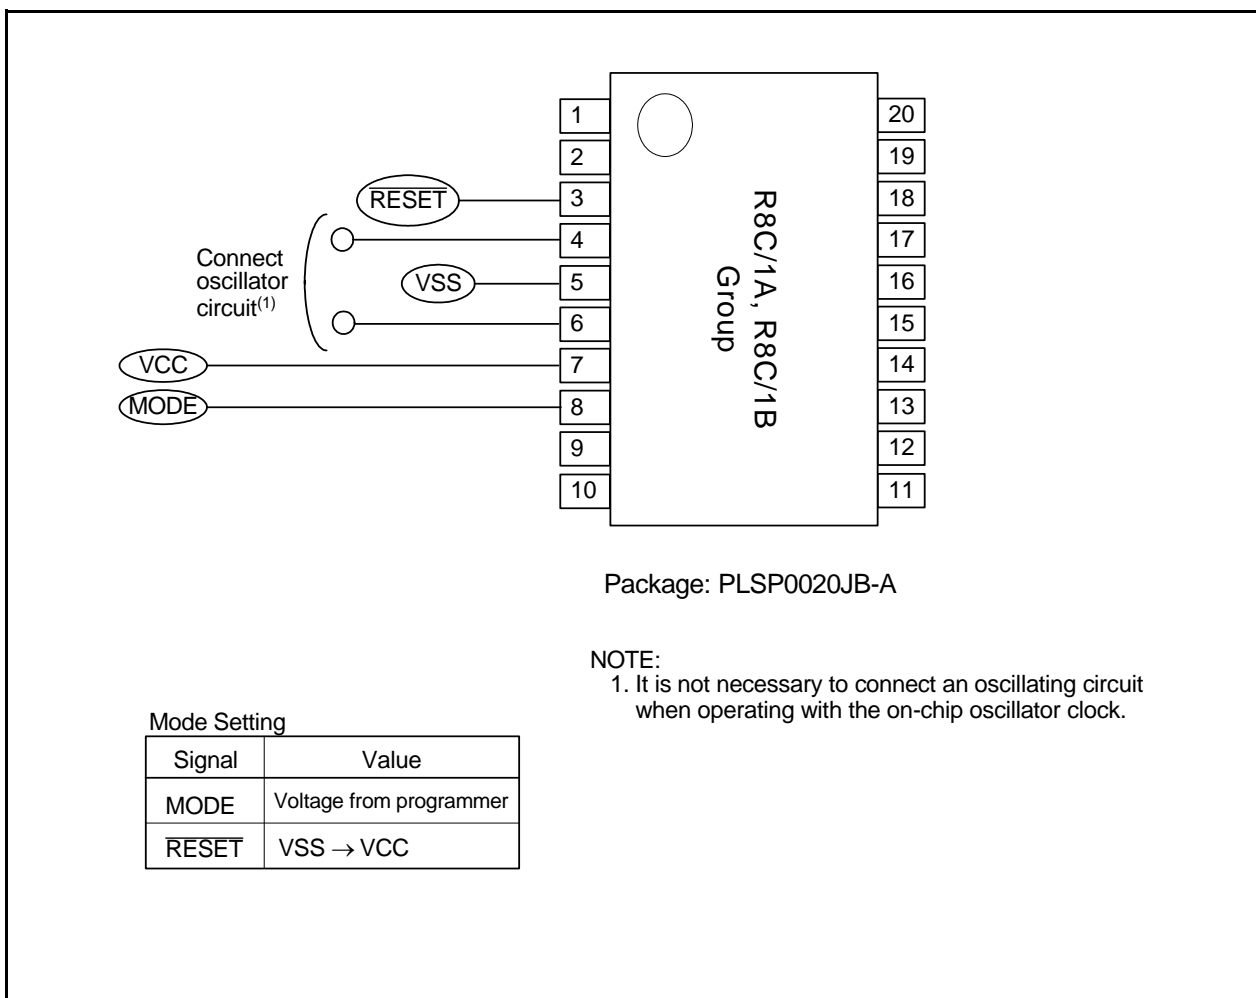 1
2
3
4
5
6
7
8
9
10
20
19
18
17
16
15
14
13
12
11
RESET
Connect
oscillator
circuit(1)
VSS
VCC
MODE
R8C/1A, R8C/1B
Group
Package: PLSP0020JB-A
NOTE:
1. It is not necessary to connect an oscillating circuit
when operating with the on-chip oscillator clock.
Mode Setting
Signal Value
MODE Voltage from programmer
RESET VSS → VCC